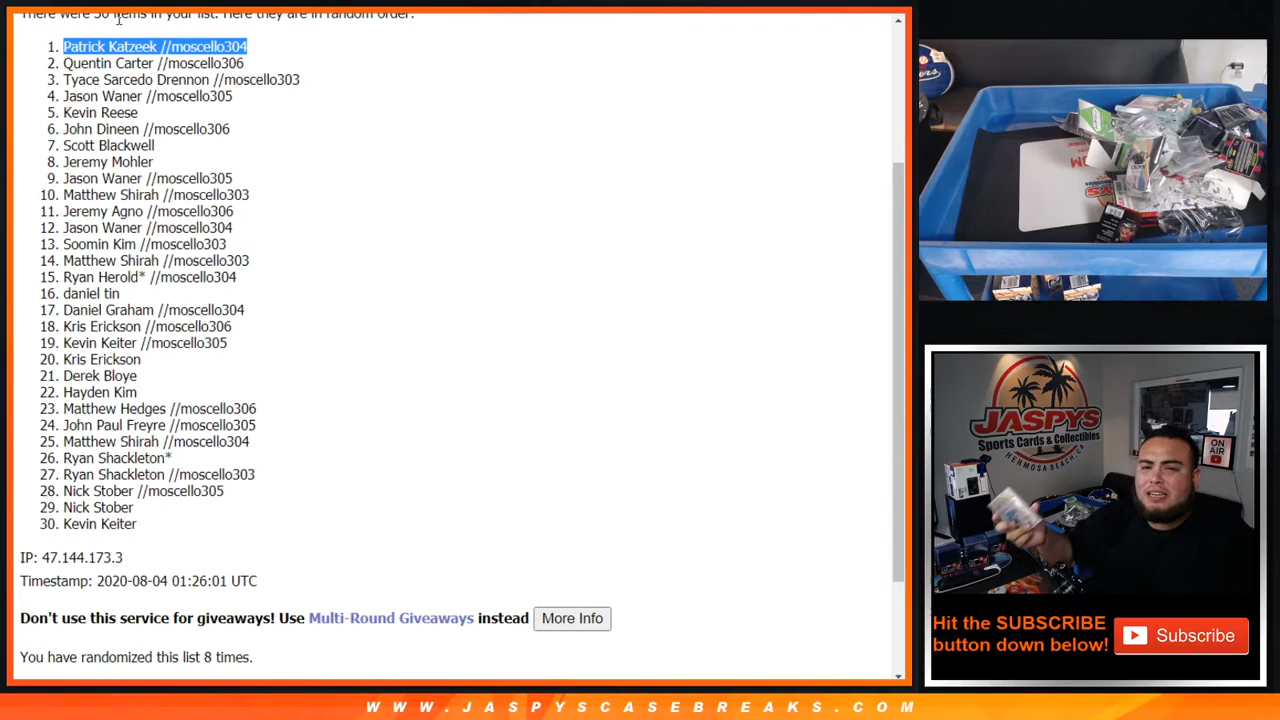 There were 30 items in your list. Here they are in random order:
1. Patrick Katzeek //moscello304
2. Quentin Carter //moscello306
3. Tyace Sarcedo Drennon //moscello303
4. Jason Waner //moscello305
5. Kevin Reese
6. John Dineen //moscello306
7. Scott Blackwell
8. Jeremy Mohler
9. Jason Waner //moscello305
10. Matthew Shirah //moscello303
11. Jeremy Agno //moscello306
12. Jason Waner //moscello304
13. Soomin Kim //moscello303
14. Matthew Shirah //moscello303
15. Ryan Herold* //moscello304
16. daniel tin
17. Daniel Graham //moscello304
18. Kris Erickson //moscello306
19. Kevin Keiter //moscello305
20. Kris Erickson
21. Derek Bloye
22. Hayden Kim
23. Matthew Hedges //moscello306
24. John Paul Freyre //moscello305
25. Matthew Shirah //moscello304
26. Ryan Shackleton*
27. Ryan Shackleton //moscello303
28. Nick Stober //moscello305
29. Nick Stober
30. Kevin Keiter
IP: 47.144.173.3
Timestamp: 2020-08-04 01:26:01 UTC
Don't use this service for giveaways! Use Multi-Round Giveaways instead More Info
You have randomized this list 8 times.
JASPYS
Sports Cards & Collectibles
HERMOSA BEACH, CA
ON AIR
Hit the SUBSCRIBE
button down below!
Subscribe
WWW.JASPYSCASEBREAKS.COM